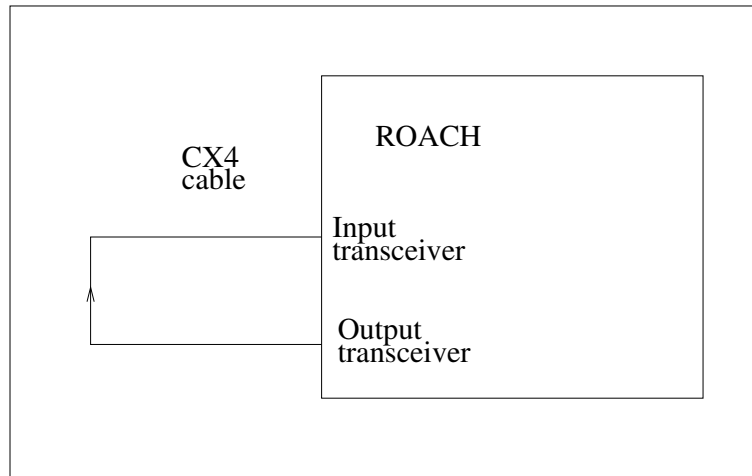 ROACH
CX4
cable
Input
transceiver
Output
transceiver